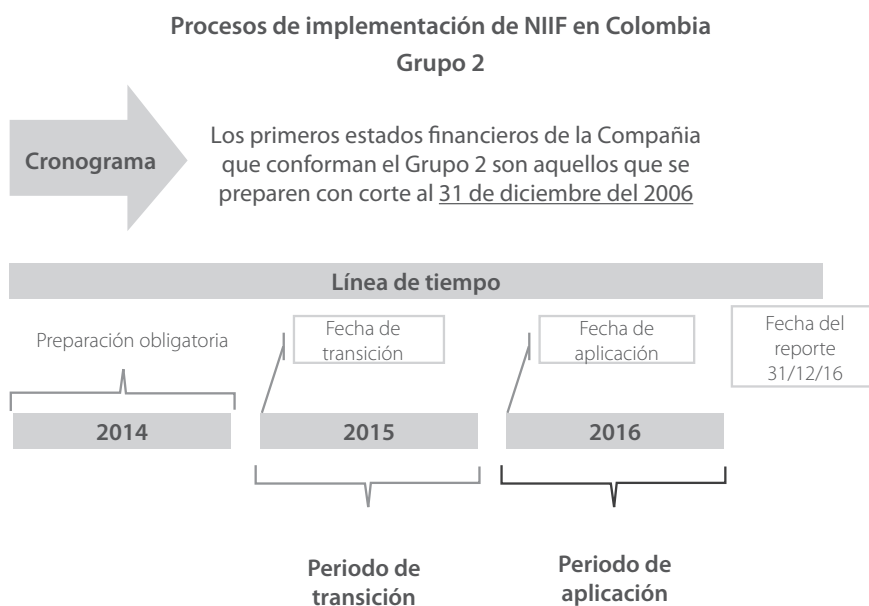 Procesos de implementación de NIIF en Colombia
Grupo 2
Cronograma
Los primeros estados financieros de la Compañia
que conforman el Grupo 2 son aquellos que se
preparen con corte al 31 de diciembre del 2006
Línea de tiempo
Preparación obligatoria
Fecha de
transición
Fecha de
aplicación
Fecha del
reporte
31/12/16
2014
2015
2016
Periodo de
transición
Periodo de
aplicación